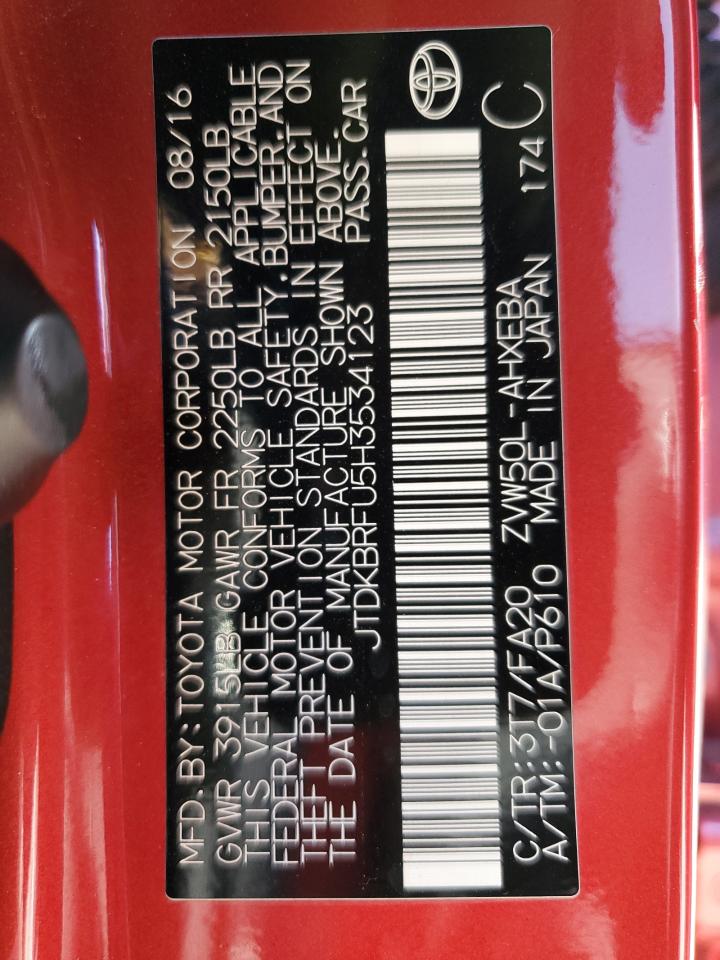 MFD.BY:TOYOTA MOTOR CORPORATION 08/16
GVWR 3915LB GAWR FR 2250LB RR 2150LB
THIS VEHICLE CONFORMS TO ALL APPLICABLE
FEDERAL MOTOR VEHICLE SAFETY.BUMPER.AND
THEFT PREVENTION STANDARDS IN EFFECT ON
THE DATE OF MANUFACTURE SHOWN ABOVE.
JTDKBRFU5H3534123 PASS.CAR
C/TR:3T7/FA20 ZVW50L-AHXEBA
A/TM:-01A/P610 MADE IN JAPAN 174 C